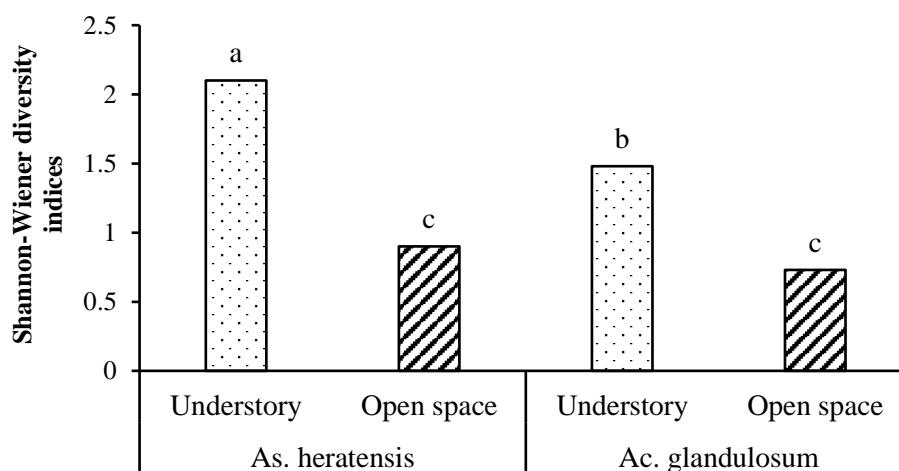 Shannon-Wiener diversity
indices
2.5
2
1.5
1
0.5
0
a
c
b
c
Understory
Open space
Understory
Open space
As. heratensis
Ac. glandulosum